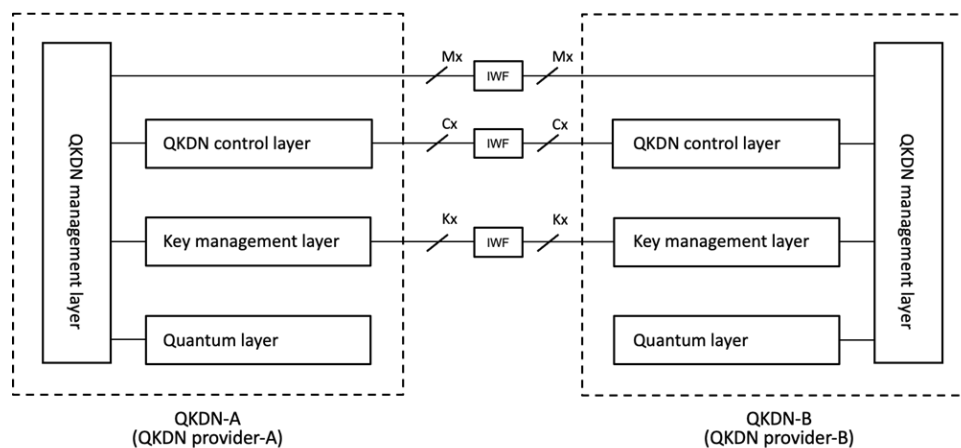 Mx
IWF
Mx
Cx
IWF
Cx
QKDN control layer
QKDN control layer
QKDN management layer
QKDN management layer
Kx
IWF
Kx
Key management layer
Key management layer
Quantum layer
Quantum layer
QKDN-A
(QKDN provider-A)
QKDN-B
(QKDN provider-B)